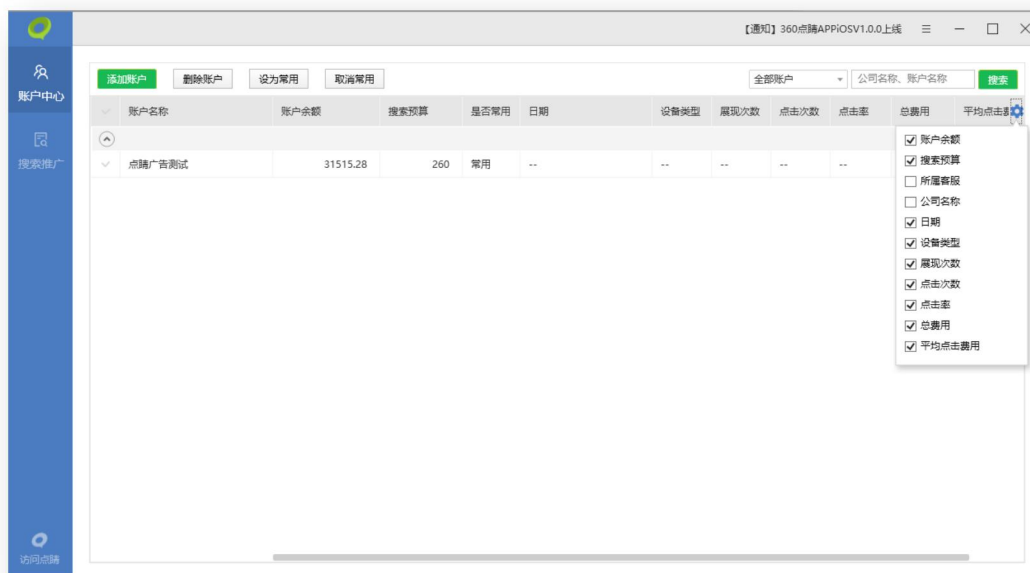 【通知】360点睛APPiOSV1.0.0上线
账户中心
搜索推广
访问点睛
添加账户 删除账户 设为常用 取消常用 全部账户 公司名称、账户名称 搜索
账户名称 账户余额 搜索预算 是否常用 日期 设备类型 展现次数 点击次数 点击率 总费用 平均点击
点睛广告测试 31515.28 260 常用 -- -- -- -- --
账户余额
搜索预算
所属客服
公司名称
日期
设备类型
展现次数
点击次数
点击率
总费用
平均点击费用